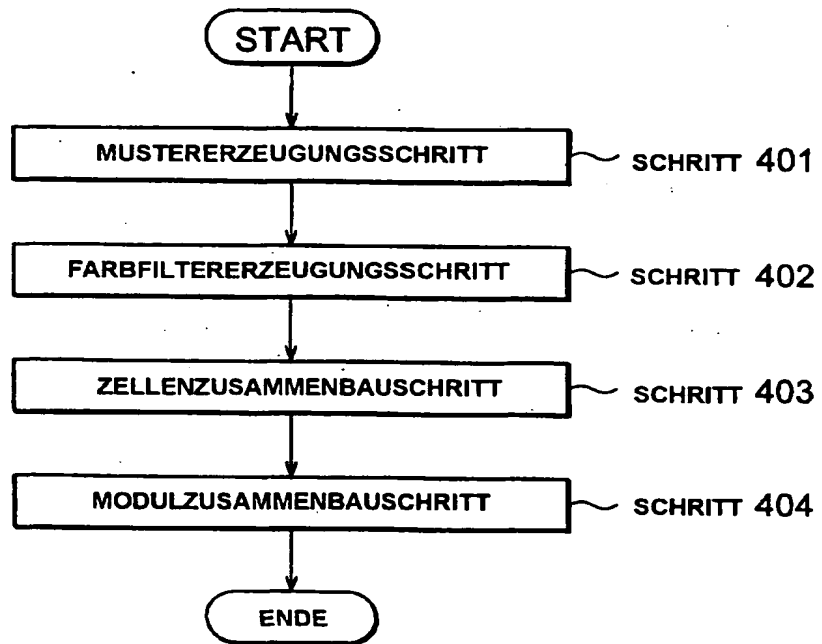 START
MUSTERERZEUGUNGSSCHRITT
SCHRITT 401
FARBFILTERERZEUGUNGSSCHRITT
SCHRITT 402
ZELLENZUSAMMENBAUSCHRITT
SCHRITT 403
MODULZUSAMMENBAUSCHRITT
SCHRITT 404
ENDE